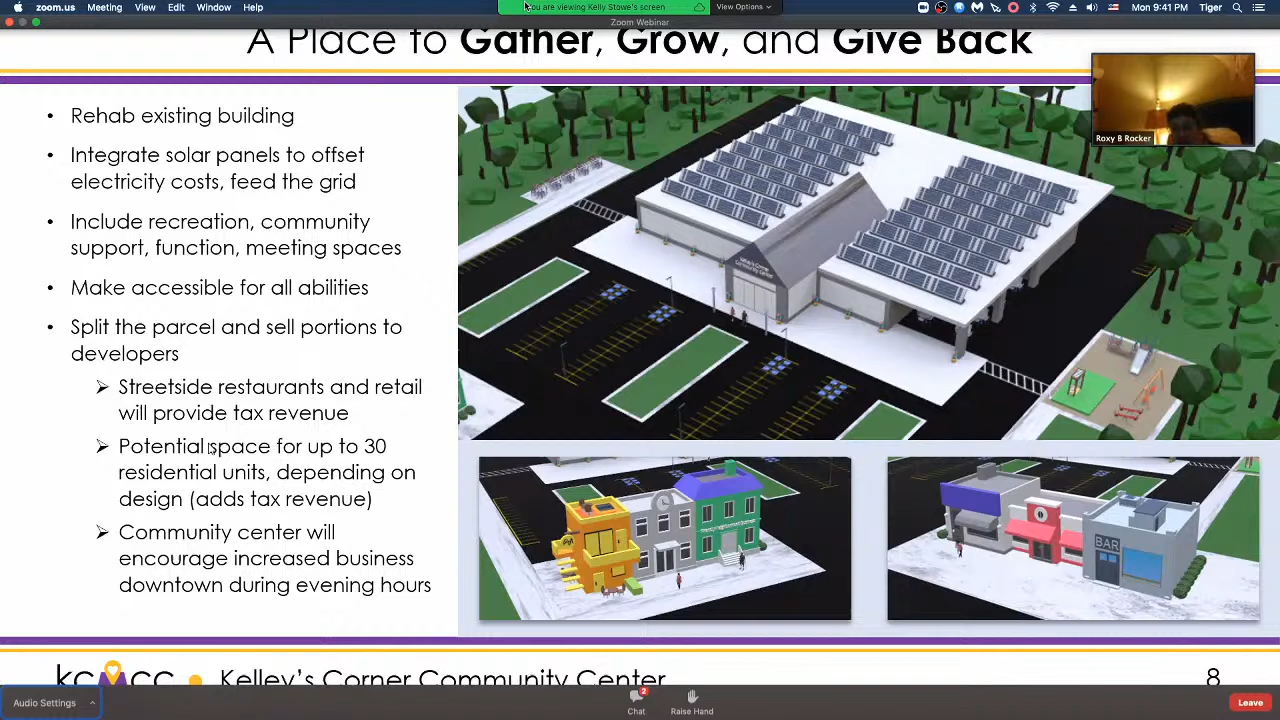 zoom.us Meeting View Edit Window Help
You are viewing Kelly Stowe's screen View Options
Mon 9:41 PM Tiger
Zoom Webinar
A Place to Gather, Grow, and Give Back
Roxy B Rocker
• Rehab existing building
• Integrate solar panels to offset
electricity costs, feed the grid
• Include recreation, community
support, function, meeting spaces
• Make accessible for all abilities
• Split the parcel and sell portions to
developers
➢ Streetside restaurants and retail
will provide tax revenue
➢ Potential space for up to 30
residential units, depending on
design (adds tax revenue)
➢ Community center will
encourage increased business
downtown during evening hours
Kelley's Corner
Community Center
BAR
Kelley's Corner Community Center
8
Audio Settings
2
Chat
Raise Hand
Leave